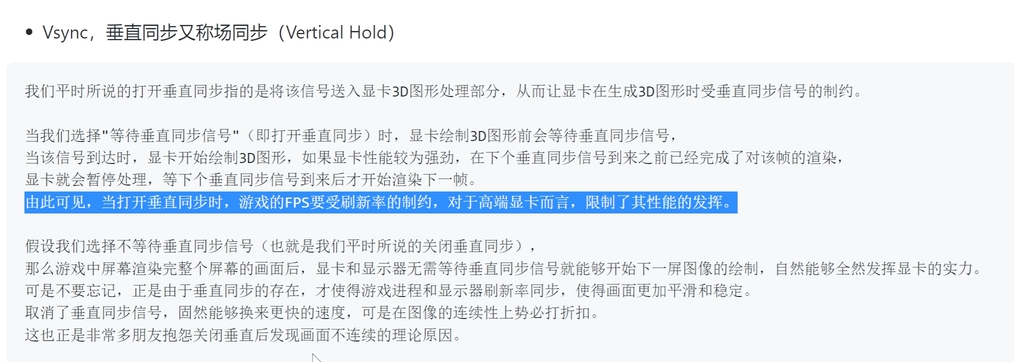 • Vsync，垂直同步又称场同步（Vertical Hold）
我们平时所说的打开垂直同步指的是将该信号送入显卡3D图形处理部分，从而让显卡在生成3D图形时受垂直同步信号的制约。
当我们选择"等待垂直同步信号"（即打开垂直同步）时，显卡绘制3D图形前会等待垂直同步信号，
当该信号到达时，显卡开始绘制3D图形，如果显卡性能较为强劲，在下个垂直同步信号到来之前已经完成了对该帧的渲染，
显卡就会暂停处理，等下个垂直同步信号到来后才开始渲染下一帧。
由此可见，当打开垂直同步时，游戏的FPS要受刷新率的制约，对于高端显卡而言，限制了其性能的发挥。
假设我们选择不等待垂直同步信号（也就是我们平时所说的关闭垂直同步），
那么游戏中屏幕渲染完整个屏幕的画面后，显卡和显示器无需等待垂直同步信号就能够开始下一屏图像的绘制，自然能够全然发挥显卡的实力。
可是不要忘记，正是由于垂直同步的存在，才使得游戏进程和显示器刷新率同步，使得画面更加平滑和稳定。
取消了垂直同步信号，固然能够换来更快的速度，可是在图像的连续性上势必打折扣。
这也正是非常多朋友抱怨关闭垂直后发现画面不连续的理论原因。